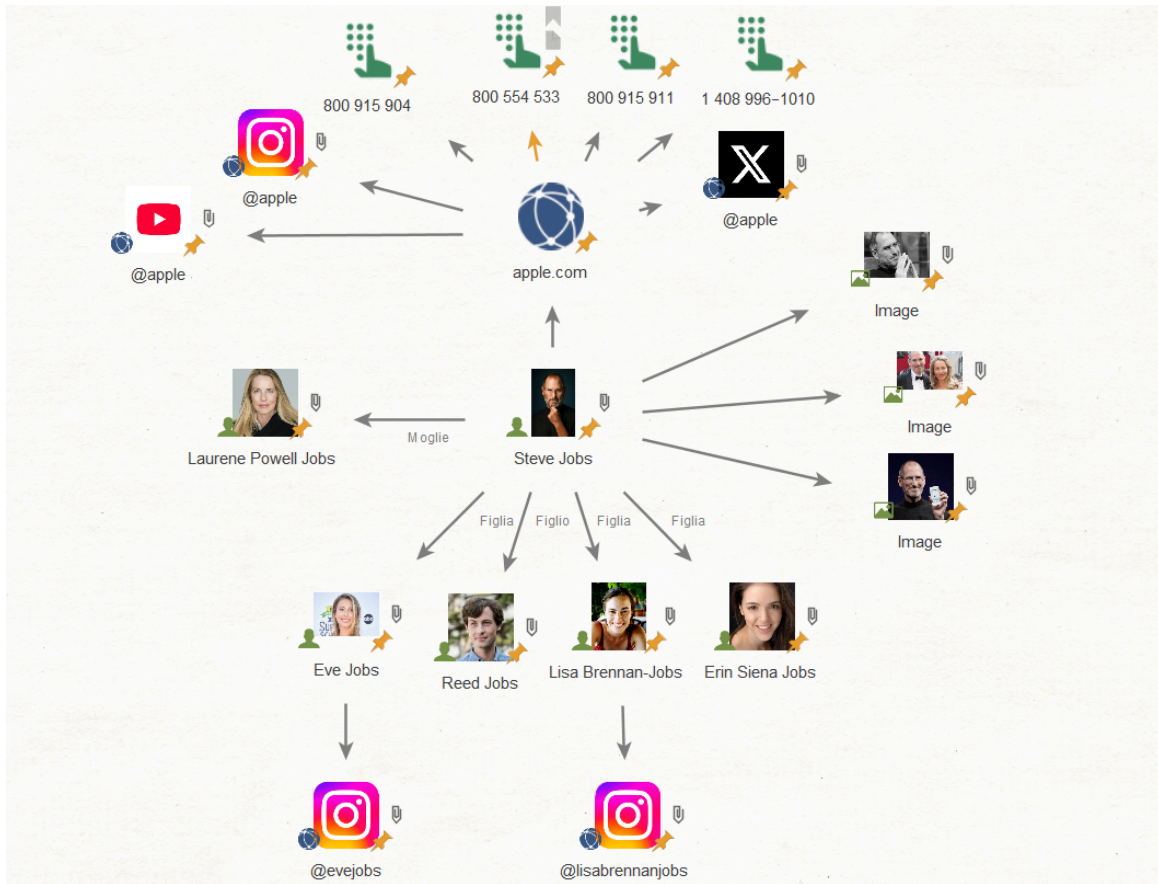 800 915 904
800 554 533
800 915 911
1 408 996-1010
@apple
@apple
@apple
apple.com
Image
Image
Image
Moglie
Laurene Powell Jobs
Steve Jobs
Figlia
Figlio
Figlia
Figlia
Eve Jobs
Reed Jobs
Lisa Brennan-Jobs
Erin Siena Jobs
@evejobs
@lisabrennanjobs